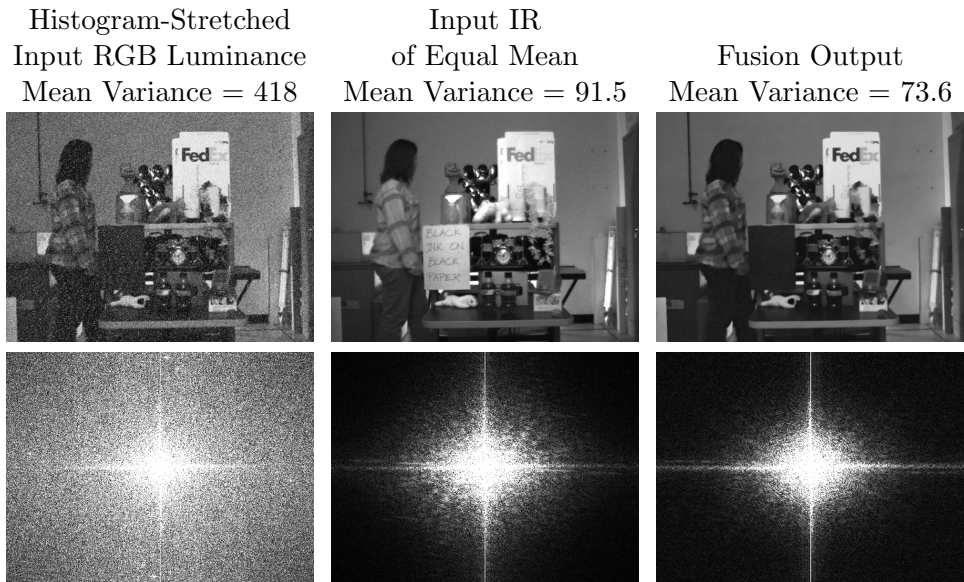 Histogram-Stretched
Input RGB Luminance
Mean Variance = 418
Input IR
of Equal Mean
Mean Variance = 91.5
Fusion Output
Mean Variance = 73.6
FedEx
FedEx
BLACK
INK ON
BLACK
PAPER
FedEx